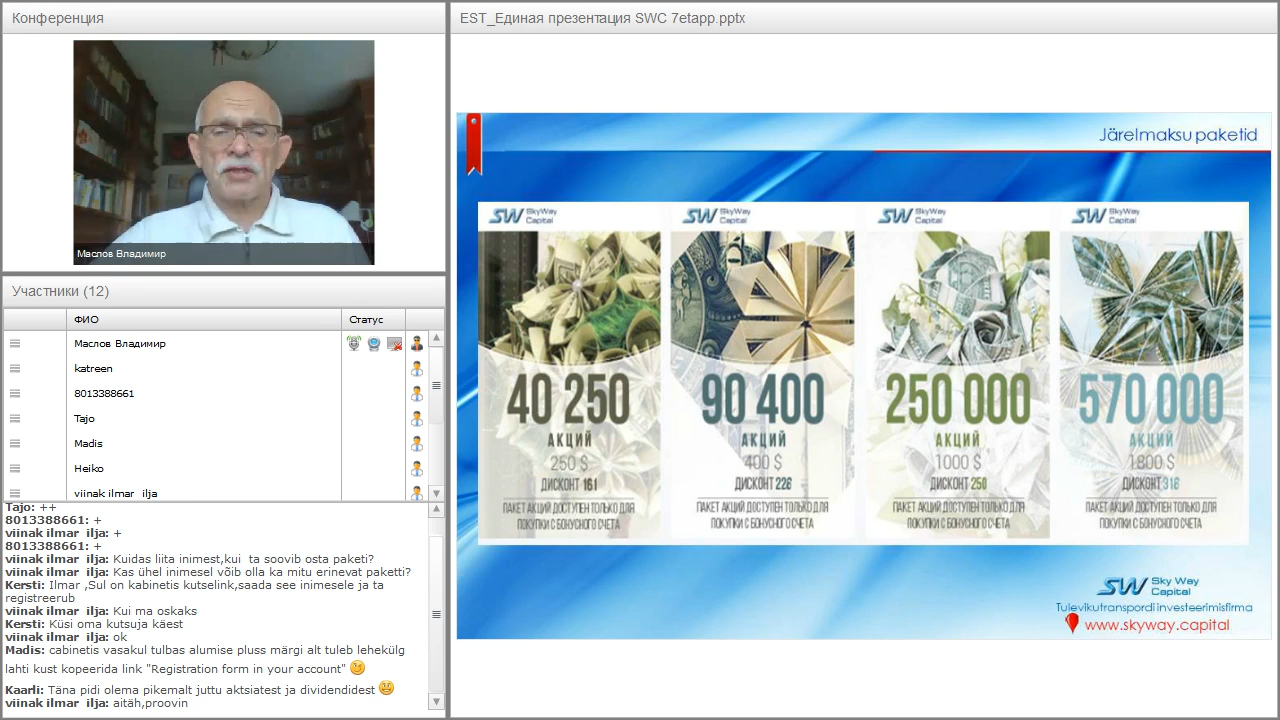 Конференция
Маслов Владимир
Участники (12)
ФИО
Статус
Маслов Владимир
katreen
8013388661
Tajo
Madis
Heiko
viinak ilmar ilja
Tajo: ++
8013388661: +
viinak ilmar ilja: +
8013388661: +
viinak ilmar ilja: Kuidas liita inimest,kui ta soovib osta paketi?
viinak ilmar ilja: Kas ühel inimesel võib olla ka mitu erinevat paketti?
Kersti: Ilmar ,Sul on kabinetis kutselink,saada see inimesele ja ta
registreerub
viinak ilmar ilja: Kui ma oskaks
Kersti: Küsi oma kutsuja käest
viinak ilmar ilja: ok
Madis: cabinetis vasakul tulbas alumise pluss märgi alt tuleb lehekülg
lahti kust kopeerida link "Registration form in your account"
Kaarli: Täna pidi olema pikemalt juttu aktsiatest ja dividendidest
viinak ilmar ilja: aitäh,proovin
EST_Единая презентация SWC 7etapp.pptx
Järelmaksu paketid
SW SkyWay
Capital
40 250
АКЦИЙ
250 $
ДИСКОНТ 161
ПАКЕТ АКЦИЙ ДОСТУПЕН ТОЛЬКО ДЛЯ
ПОКУПКИ С БОНУСНОГО СЧЕТА
SW SkyWay
Capital
90 400
АКЦИЙ
400 $
ДИСКОНТ 226
ПАКЕТ АКЦИЙ ДОСТУПЕН ТОЛЬКО ДЛЯ
ПОКУПКИ С БОНУСНОГО СЧЕТА
SW SkyWay
Capital
250 000
АКЦИЙ
1000 $
ДИСКОНТ 250
ПАКЕТ АКЦИЙ ДОСТУПЕН ТОЛЬКО ДЛЯ
ПОКУПКИ С БОНУСНОГО СЧЕТА
SW SkyWay
Capital
570 000
АКЦИЙ
1800 $
ДИСКОНТ 316
ПАКЕТ АКЦИЙ ДОСТУПЕН ТОЛЬКО ДЛЯ
ПОКУПКИ С БОНУСНОГО СЧЕТА
SW Sky Way
Capital
Tulevikutranspordi investeerimisfirma
www.skyway.capital